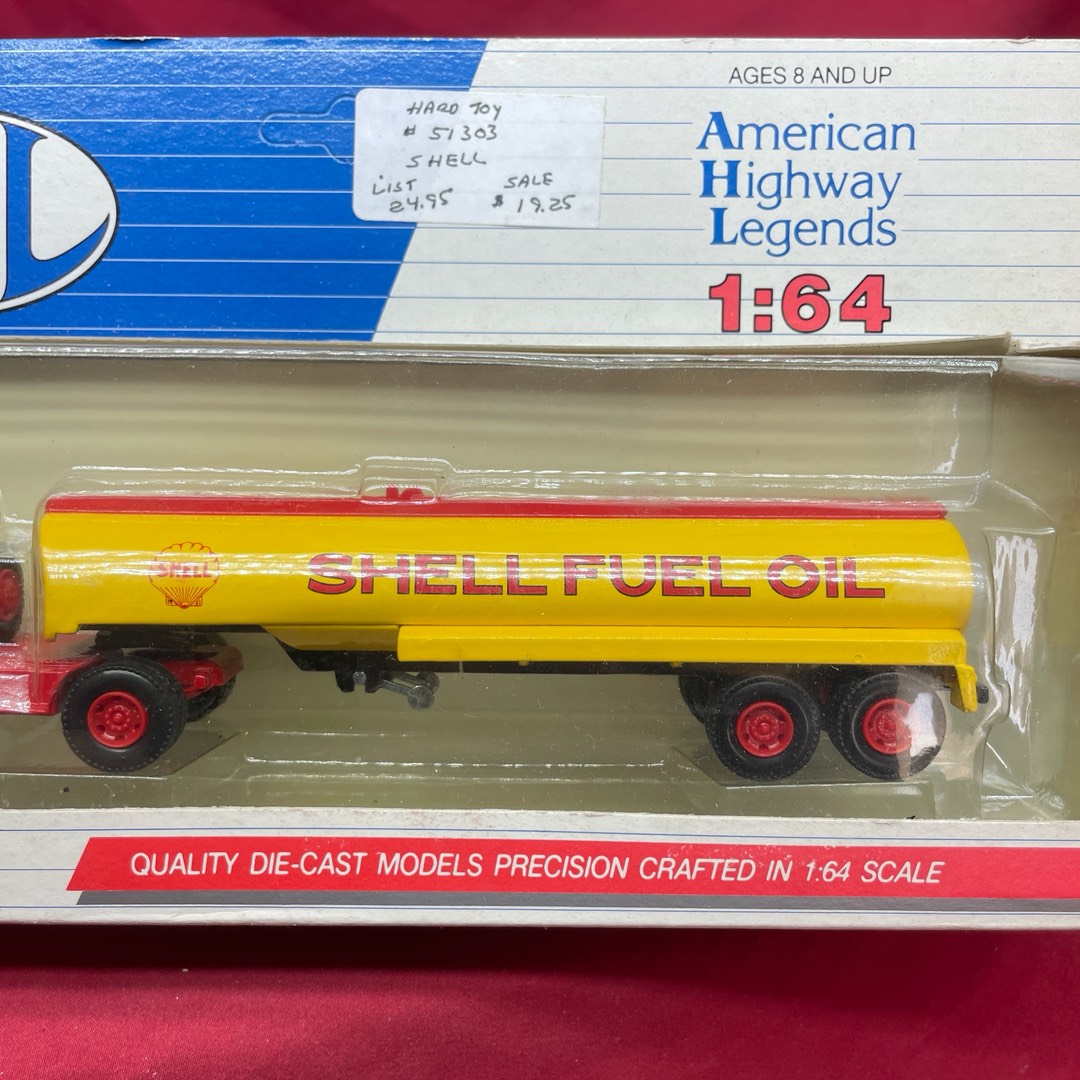 AGES 8 AND UP
American
Highway
Legends
1:64
HARD TOY
# 51303
SHELL
LIST SALE
24.95 $ 19.25
SHELL
SHELL FUEL OIL
QUALITY DIE-CAST MODELS PRECISION CRAFTED IN 1:64 SCALE